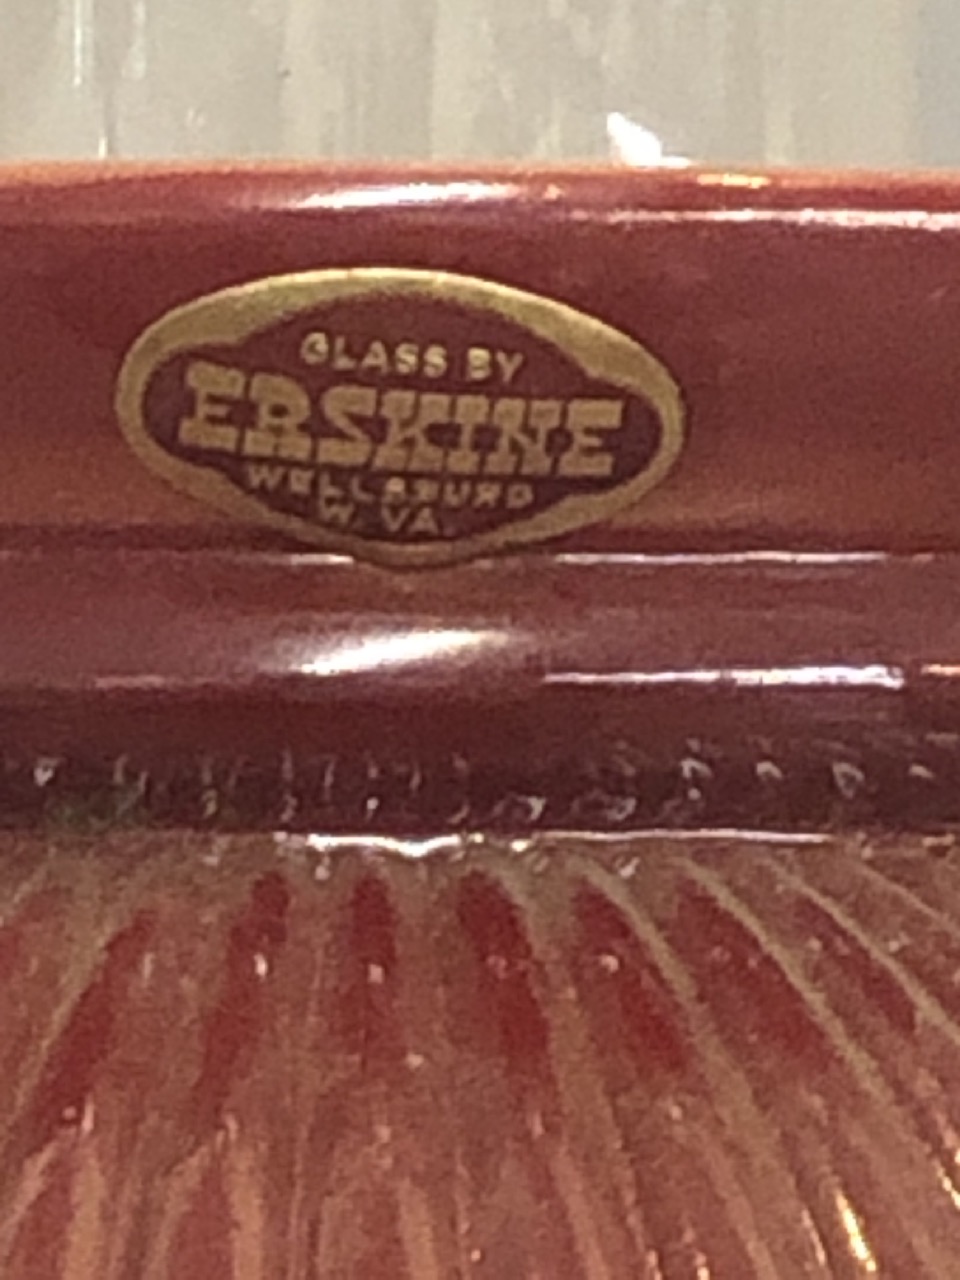 GLASS BY
ERSKINE
WELLSBURG
W. VA.